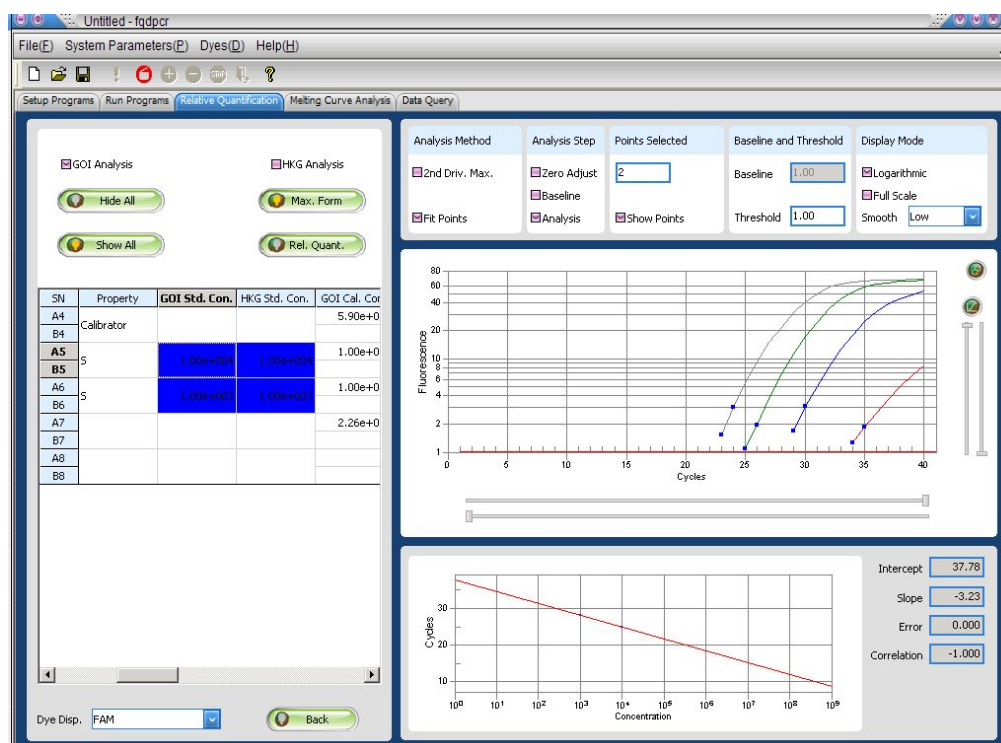 Untitled - fqdpcr
File(F) System Parameters(P) Dyes(D) Help(H)
STOP
Setup Programs Run Programs Relative Quantification Melting Curve Analysis Data Query
GOI Analysis HKG Analysis
Hide All Max. Form
Show All Rel. Quant.
SN Property GOI Std. Con. HKG Std. Con. GOI Cal. Cor
A4 Calibrator 5.90e+0
B4
A5 S 1.00e+004 1.00e+004 1.00e+0
B5
A6 S 1.00e+003 1.00e+003 1.00e+0
B6
A7 2.26e+0
B7
A8
B8
Dye Disp. FAM Back
Analysis Method Analysis Step Points Selected Baseline and Threshold Display Mode
2nd Driv. Max. Zero Adjust 2 Baseline 1.00 Logarithmic
Baseline Full Scale
Fit Points Analysis Show Points Threshold 1.00 Smooth Low
Fluorescence
80
60
40
20
10
8
6
4
2
1
0 5 10 15 20 25 30 35 40
Cycles
Cycles
30
20
10
10⁰ 10¹ 10² 10³ 10⁴ 10⁵ 10⁶ 10⁷ 10⁸ 10⁹
Concentration
Intercept 37.78
Slope -3.23
Error 0.000
Correlation -1.000